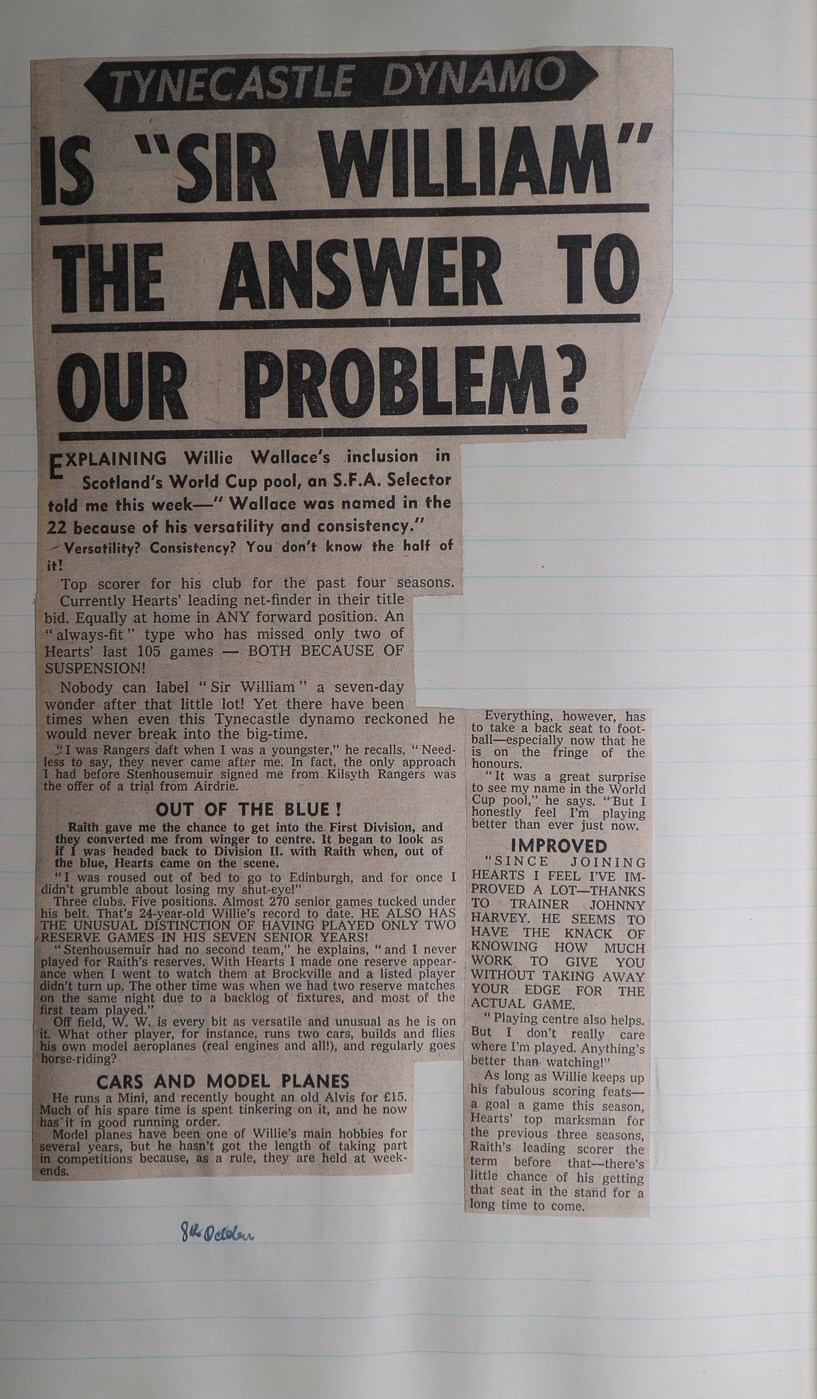 TYNECASTLE DYNAMO
IS "SIR WILLIAM"
THE ANSWER TO
OUR PROBLEM?
EXPLAINING Willie Wallace's inclusion in
Scotland's World Cup pool, an S.F.A. Selector
told me this week—" Wallace was named in the
22 because of his versatility and consistency."
Versatility? Consistency? You don't know the half of
it!
Top scorer for his club for the past four seasons.
Currently Hearts' leading net-finder in their title
bid. Equally at home in ANY forward position. An
" always-fit " type who has missed only two of
Hearts' last 105 games — BOTH BECAUSE OF
SUSPENSION!
Nobody can label " Sir William " a seven-day
wonder after that little lot! Yet there have been
times when even this Tynecastle dynamo reckoned he
would never break into the big-time.
" I was Rangers daft when I was a youngster," he recalls. " Need-
less to say, they never came after me. In fact, the only approach
I had before Stenhousemuir signed me from Kilsyth Rangers was
the offer of a trial from Airdrie.
OUT OF THE BLUE !
Raith gave me the chance to get into the First Division, and
they converted me from winger to centre. It began to look as
if I was headed back to Division II. with Raith when, out of
the blue, Hearts came on the scene.
" I was roused out of bed to go to Edinburgh, and for once I
didn't grumble about losing my shut-eye!"
Three clubs. Five positions. Almost 270 senior games tucked under
his belt. That's 24-year-old Willie's record to date. HE ALSO HAS
THE UNUSUAL DISTINCTION OF HAVING PLAYED ONLY TWO
RESERVE GAMES IN HIS SEVEN SENIOR YEARS!
" Stenhousemuir had no second team," he explains, " and I never
played for Raith's reserves. With Hearts I made one reserve appear-
ance when I went to watch them at Brockville and a listed player
didn't turn up. The other time was when we had two reserve matches
on the same night due to a backlog of fixtures, and most of the
first team played."
Off field, W. W. is every bit as versatile and unusual as he is on
it. What other player, for instance, runs two cars, builds and flies
his own model aeroplanes (real engines and all!), and regularly goes
horse-riding?
CARS AND MODEL PLANES
He runs a Mini, and recently bought an old Alvis for £15.
Much of his spare time is spent tinkering on it, and he now
has it in good running order.
Model planes have been one of Willie's main hobbies for
several years, but he hasn't got the length of taking part
in competitions because, as a rule, they are held at week-
ends.
Everything, however, has
to take a back seat to foot-
ball—especially now that he
is on the fringe of the
honours.
" It was a great surprise
to see my name in the World
Cup pool," he says. "But I
honestly feel I'm playing
better than ever just now.
IMPROVED
"SINCE JOINING
HEARTS I FEEL I'VE IM-
PROVED A LOT—THANKS
TO TRAINER JOHNNY
HARVEY. HE SEEMS TO
HAVE THE KNACK OF
KNOWING HOW MUCH
WORK TO GIVE YOU
WITHOUT TAKING AWAY
YOUR EDGE FOR THE
ACTUAL GAME.
" Playing centre also helps.
But I don't really care
where I'm played. Anything's
better than watching!"
As long as Willie keeps up
his fabulous scoring feats—
a goal a game this season,
Hearts' top marksman for
the previous three seasons,
Raith's leading scorer the
term before that—there's
little chance of his getting
that seat in the stand for a
long time to come.
8th October